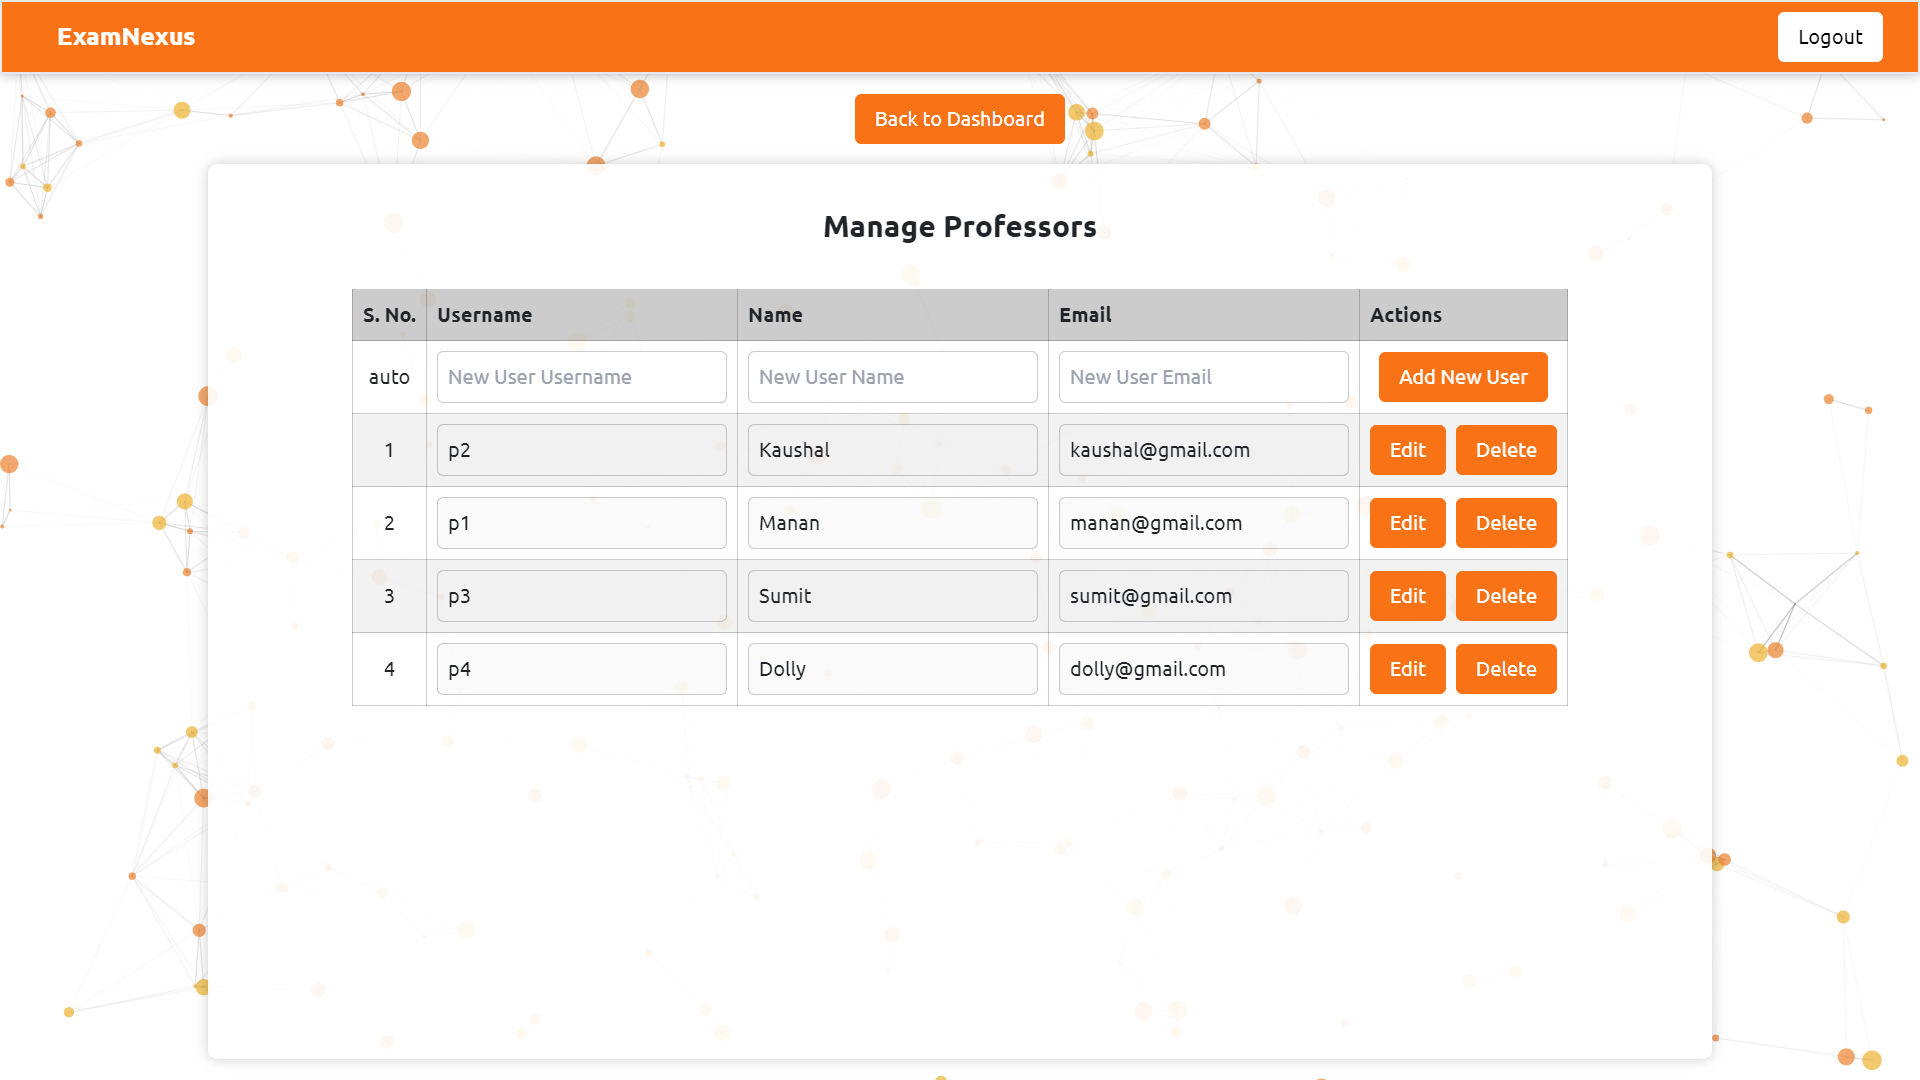 ExamNexus Logout
Back to Dashboard
Manage Professors
S. No. Username Name Email Actions
auto New User Username New User Name New User Email Add New User
1 p2 Kaushal kaushal@gmail.com Edit Delete
2 p1 Manan manan@gmail.com Edit Delete
3 p3 Sumit sumit@gmail.com Edit Delete
4 p4 Dolly dolly@gmail.com Edit Delete